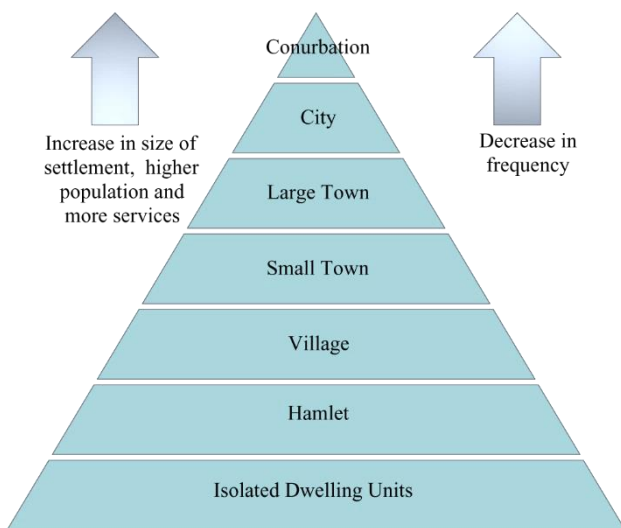 Conurbation
City
Large Town
Small Town
Village
Hamlet
Isolated Dwelling Units
Increase in size of
settlement, higher
population and
more services
Decrease in
frequency